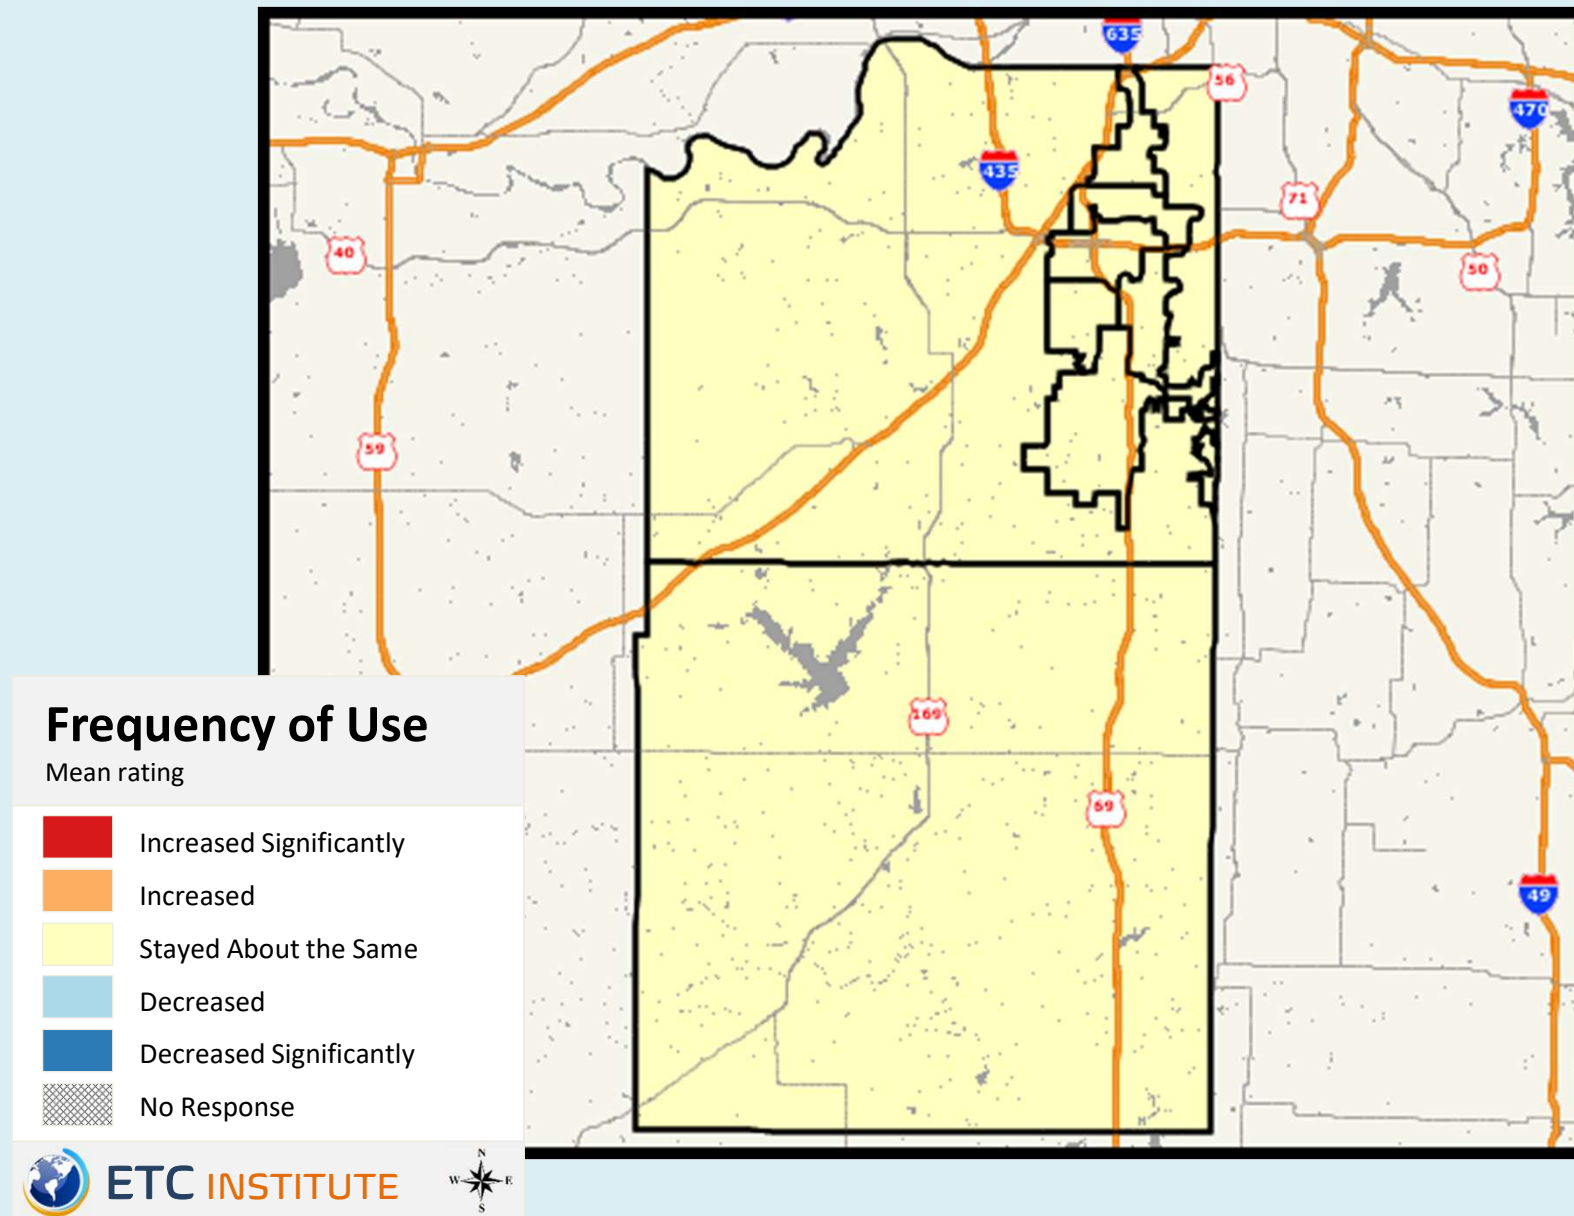 635
56
470
435
71
40
50
59
169
69
49
Frequency of Use
Mean rating
Increased Significantly
Increased
Stayed About the Same
Decreased
Decreased Significantly
No Response
ETC INSTITUTE
N
W E
S